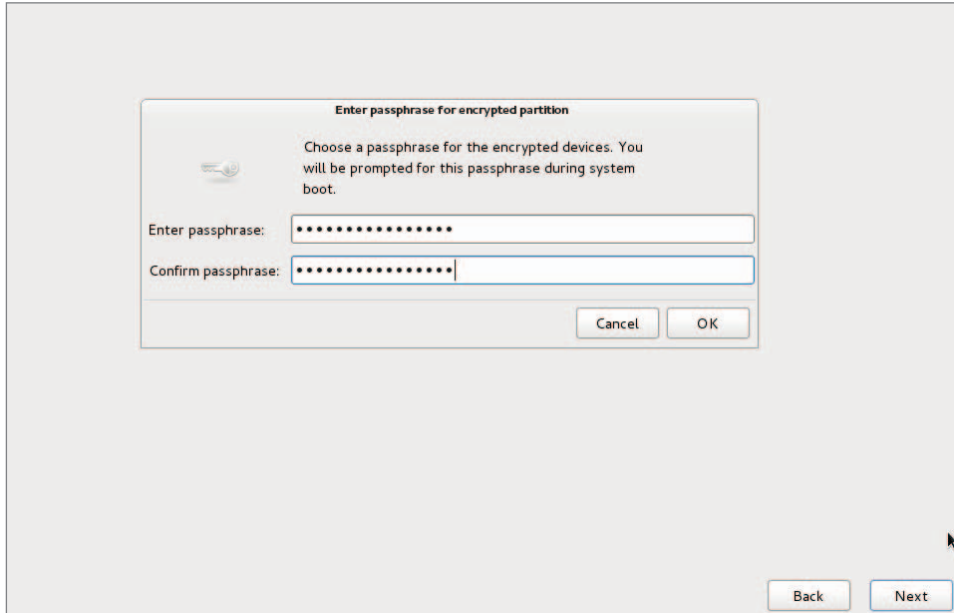 Enter passphrase for encrypted partition
Choose a passphrase for the encrypted devices. You
will be prompted for this passphrase during system
boot.
Enter passphrase: ••••••••••••••••
Confirm passphrase: ••••••••••••••••
Cancel OK
Back Next